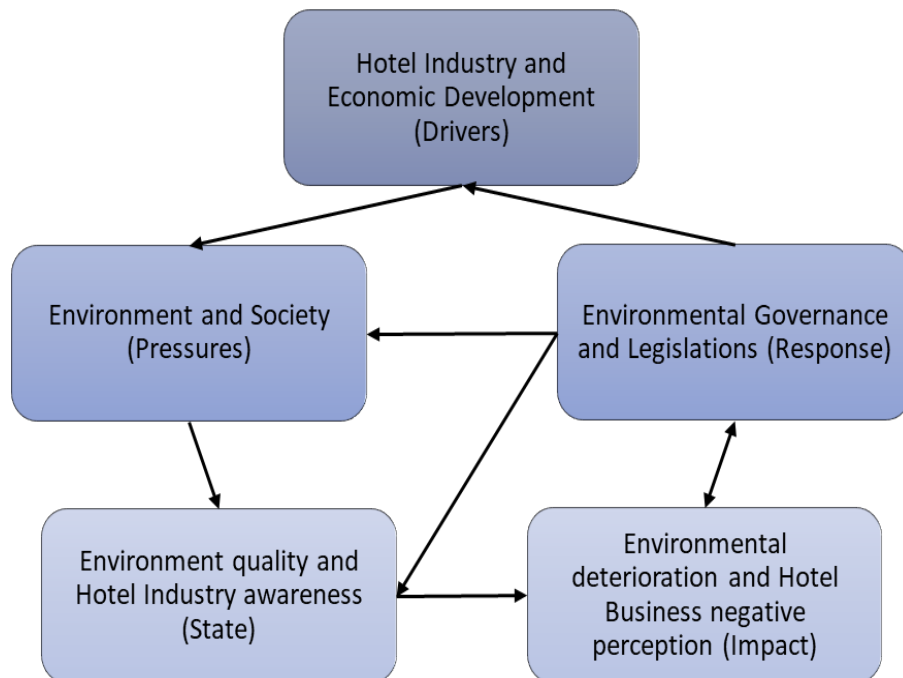 Hotel Industry and
Economic Development
(Drivers)
Environment and Society
(Pressures)
Environmental Governance
and Legislations (Response)
Environment quality and
Hotel Industry awareness
(State)
Environmental
deterioration and Hotel
Business negative
perception (Impact)